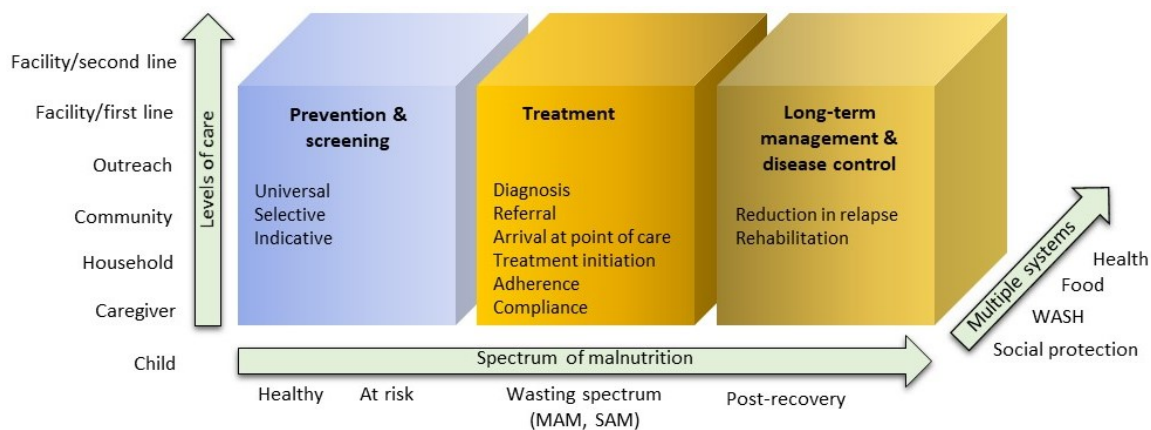 Facility/second line
Facility/first line
Outreach
Community
Household
Caregiver
Child
Levels of care
Prevention &
screening
Universal
Selective
Indicative
Treatment
Diagnosis
Referral
Arrival at point of care
Treatment initiation
Adherence
Compliance
Long-term
management &
disease control
Reduction in relapse
Rehabilitation
Multiple systems
Health
Food
WASH
Social protection
Spectrum of malnutrition
Healthy
At risk
Wasting spectrum
(MAM, SAM)
Post-recovery